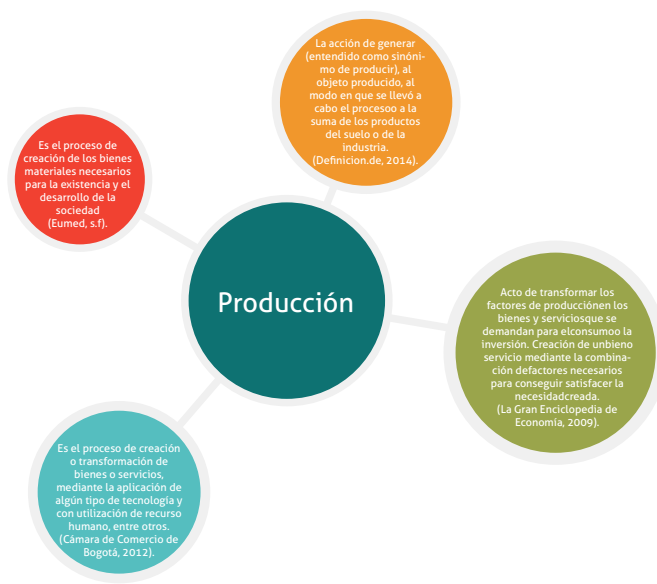 La acción de generar
(entendido como sinóni-
mo de producir), al
objeto producido, al
modo en que se llevó a
cabo el procesoo a la
suma de los productos
del suelo o de la
industria.
(Definicion.de, 2014).
Es el proceso de
creación de los bienes
materiales necesarios
para la existencia y el
desarrollo de la
sociedad
(Eumed, s.f).
Producción
Acto de transformar los
factores de producciónen los
bienes y serviciosque se
demandan para elconsumoo la
inversión. Creación de unbieno
servicio mediante la combina-
ción defactores necesarios
para conseguir satisfacer la
necesidadcreada.
(La Gran Enciclopedia de
Economía, 2009).
Es el proceso de creación
o transformación de
bienes o servicios,
mediante la aplicación de
algún tipo de tecnología y
con utilización de recurso
humano, entre otros.
(Cámara de Comercio de
Bogotá, 2012).